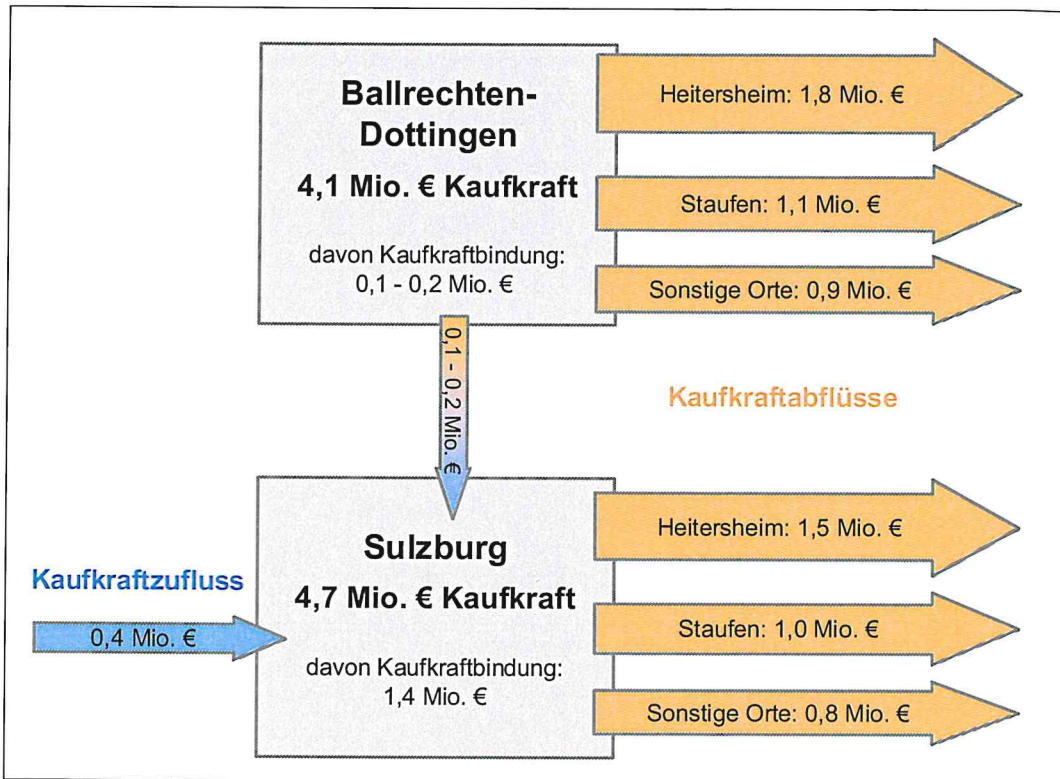 Ballrechten-
Dottingen
4,1 Mio. € Kaufkraft
davon Kaufkraftbindung:
0,1 - 0,2 Mio. €
Heitersheim: 1,8 Mio. €
Staufen: 1,1 Mio. €
Sonstige Orte: 0,9 Mio. €
0,1 - 0,2 Mio. €
Kaufkraftabflüsse
Kaufkraftzufluss
0,4 Mio. €
Sulzburg
4,7 Mio. € Kaufkraft
davon Kaufkraftbindung:
1,4 Mio. €
Heitersheim: 1,5 Mio. €
Staufen: 1,0 Mio. €
Sonstige Orte: 0,8 Mio. €